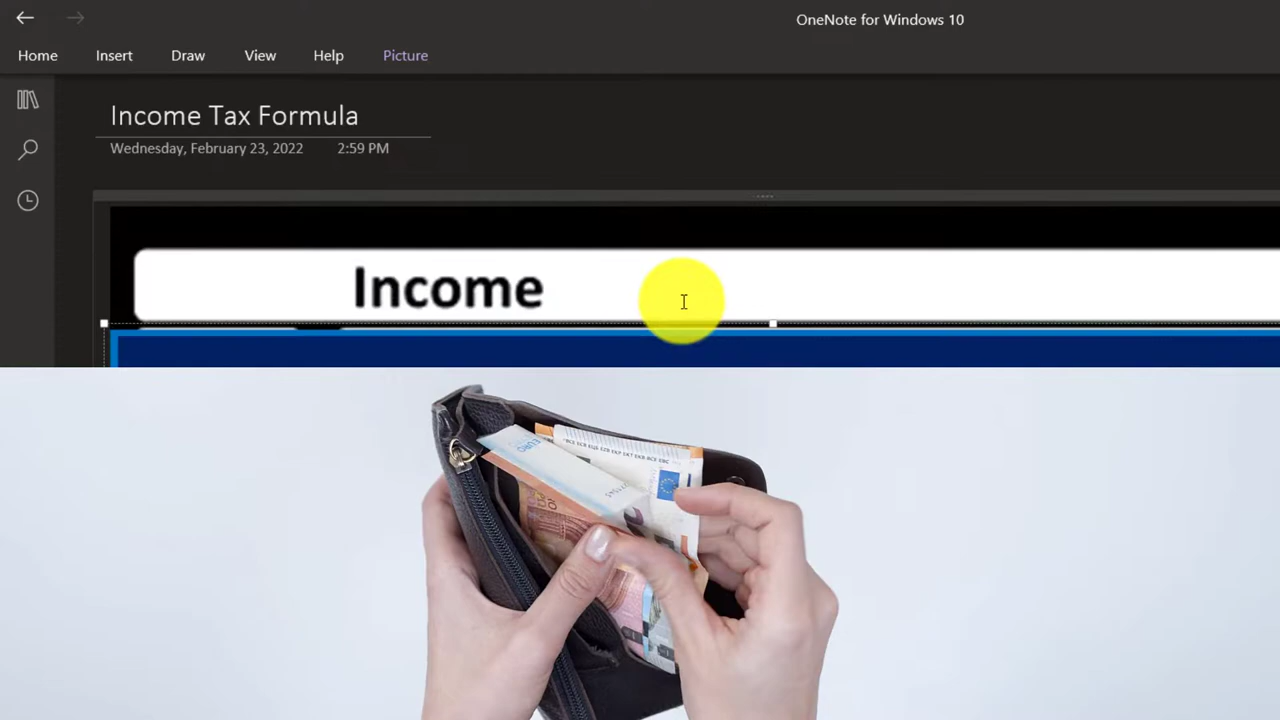 OneNote for Windows 10
Home Insert Draw View Help Picture
Income Tax Formula
Wednesday, February 23, 2022 2:59 PM
Income
EURO